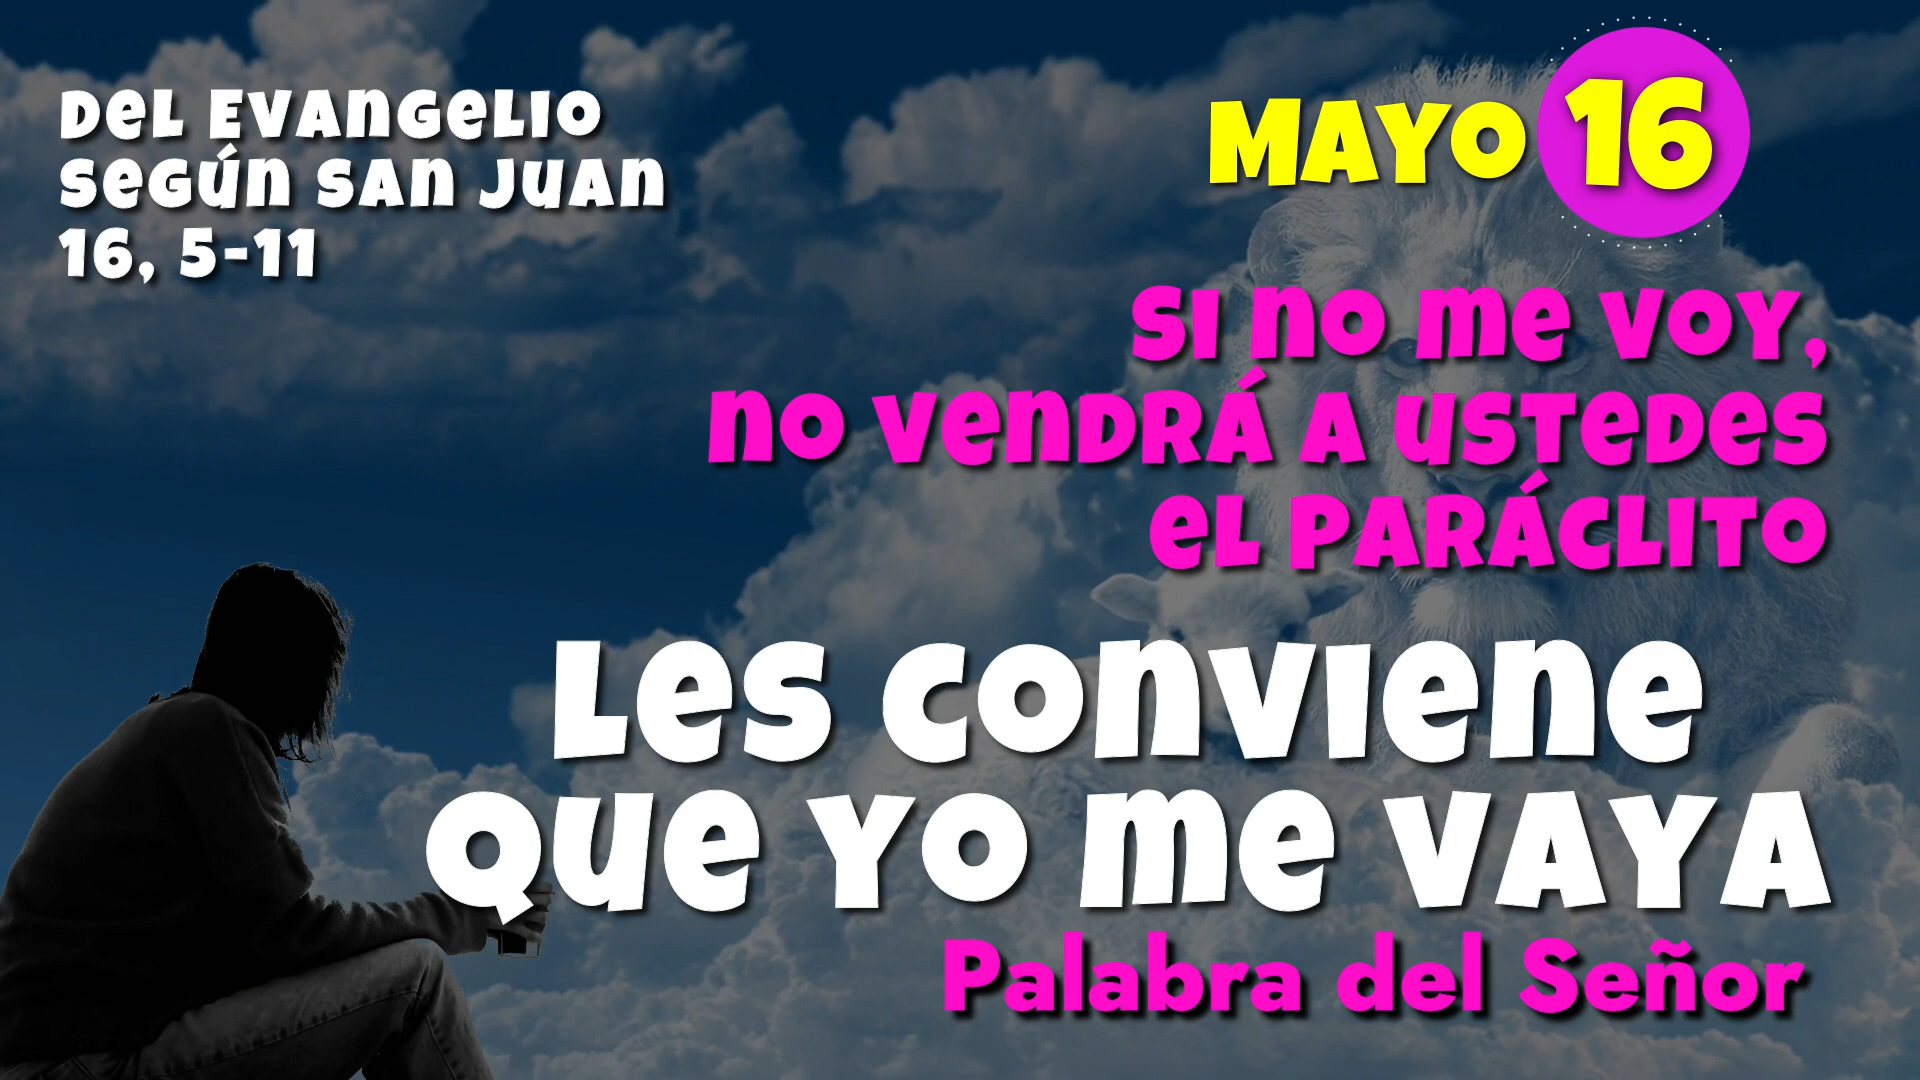 Del Evangelio
según San Juan
16, 5-11
MAYO 16
Si no me voy,
no vendrá a ustedes
el Paráclito
Les conviene
que yo me vaya
Palabra del Señor